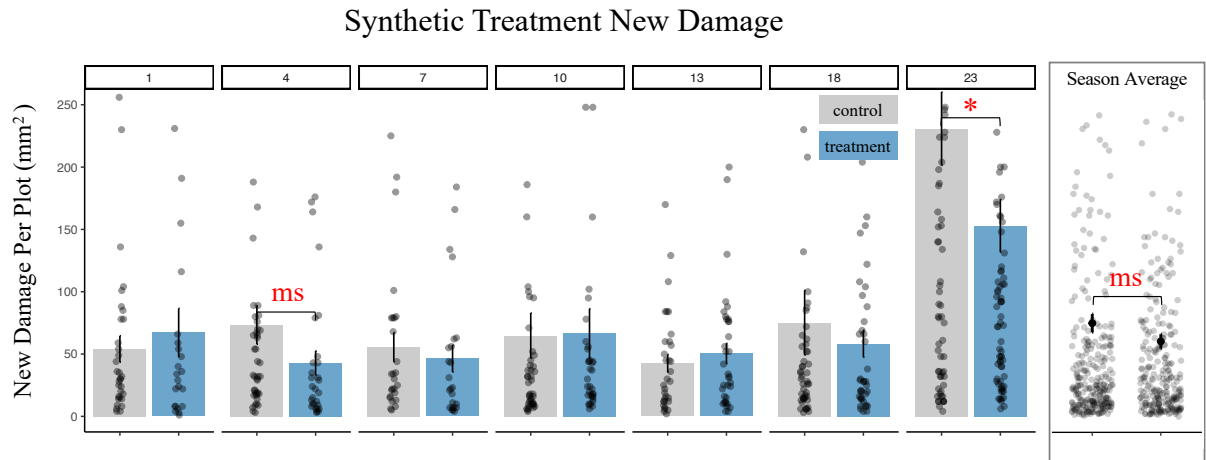 Synthetic Treatment New Damage
1 4 7 10 13 18 23 Season Average
New Damage Per Plot (mm²)
250
200
150
100
50
0
control
treatment
ms
*
ms